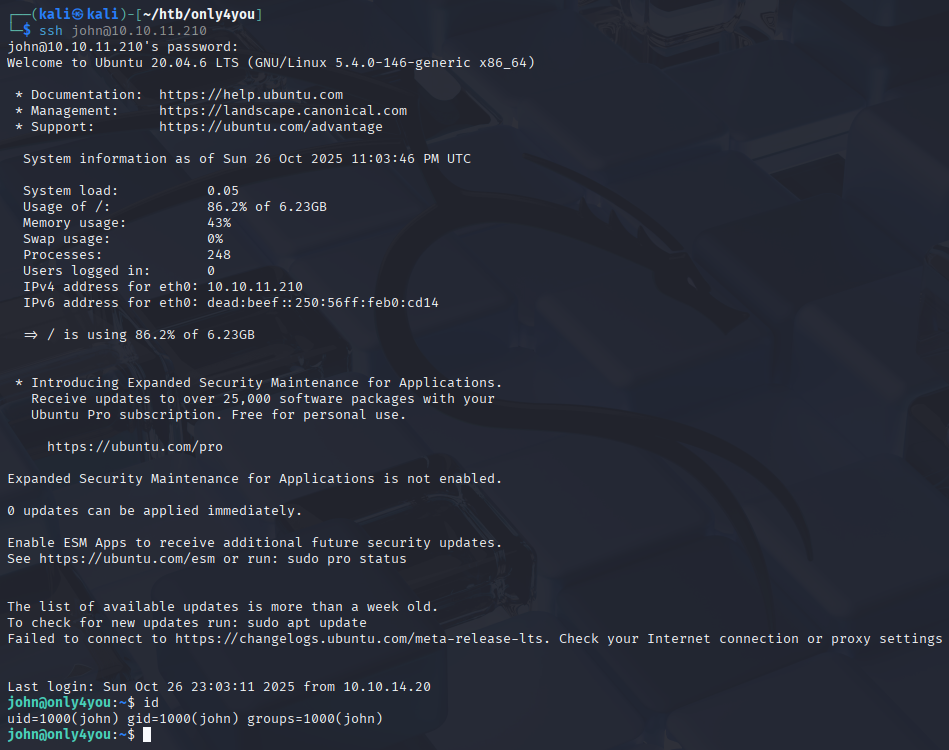 ┌──(kali㉿kali)-[~/htb/only4you]
└─$ ssh john@10.10.11.210
john@10.10.11.210's password:
Welcome to Ubuntu 20.04.6 LTS (GNU/Linux 5.4.0-146-generic x86_64)
* Documentation:  https://help.ubuntu.com
* Management:     https://landscape.canonical.com
* Support:        https://ubuntu.com/advantage
System information as of Sun 26 Oct 2025 11:03:46 PM UTC
System load:           0.05
Usage of /:            86.2% of 6.23GB
Memory usage:          43%
Swap usage:            0%
Processes:             248
Users logged in:       0
IPv4 address for eth0: 10.10.11.210
IPv6 address for eth0: dead:beef::250:56ff:feb0:cd14
=> / is using 86.2% of 6.23GB
* Introducing Expanded Security Maintenance for Applications.
Receive updates to over 25,000 software packages with your
Ubuntu Pro subscription. Free for personal use.
https://ubuntu.com/pro
Expanded Security Maintenance for Applications is not enabled.
0 updates can be applied immediately.
Enable ESM Apps to receive additional future security updates.
See https://ubuntu.com/esm or run: sudo pro status
The list of available updates is more than a week old.
To check for new updates run: sudo apt update
Failed to connect to https://changelogs.ubuntu.com/meta-release-lts. Check your Internet connection or proxy settings
Last login: Sun Oct 26 23:03:11 2025 from 10.10.14.20
john@only4you:~$ id
uid=1000(john) gid=1000(john) groups=1000(john)
john@only4you:~$